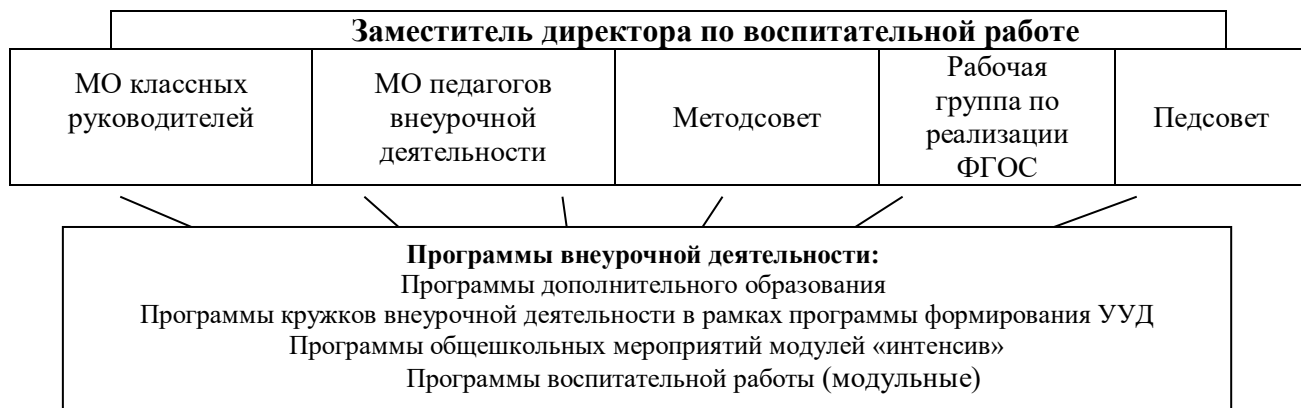 Заместитель директора по воспитательной работе
МО классных
руководителей
МО педагогов
внеурочной
деятельности
Методсовет
Рабочая
группа по
реализации
ФГОС
Педсовет
Программы внеурочной деятельности:
Программы дополнительного образования
Программы кружков внеурочной деятельности в рамках программы формирования УУД
Программы общешкольных мероприятий модулей «интенсив»
Программы воспитательной работы (модульные)